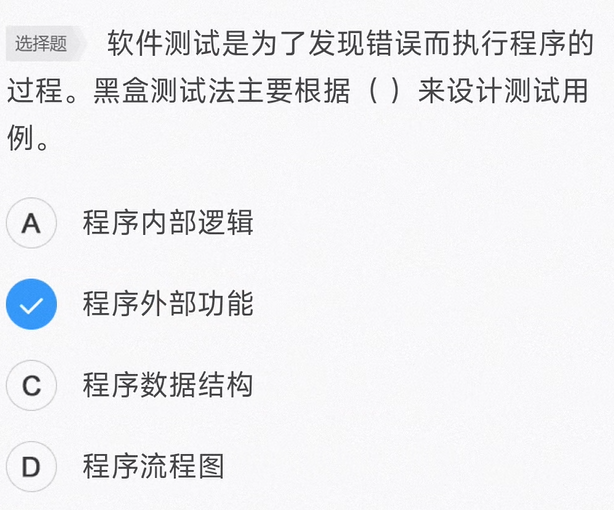 选择题 软件测试是为了发现错误而执行程序的
过程。黑盒测试法主要根据（ ）来设计测试用
例。
A 程序内部逻辑
程序外部功能
C 程序数据结构
D 程序流程图